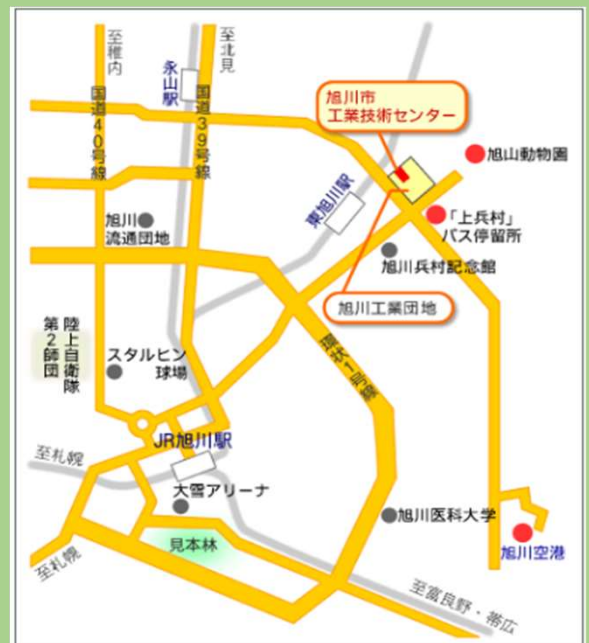 至稚内
至北見
永山駅
国道40号線
国道39号線
旭川市
工業技術センター
旭山動物園
東旭川駅
「上兵村」
バス停留所
旭川
流通団地
旭川兵村記念館
旭川工業団地
陸上自衛隊
第2師団
スタルヒン
球場
環状1号線
JR旭川駅
至札幌
大雪アリーナ
旭川医科大学
見本林
旭川空港
至札幌
至富良野・帯広